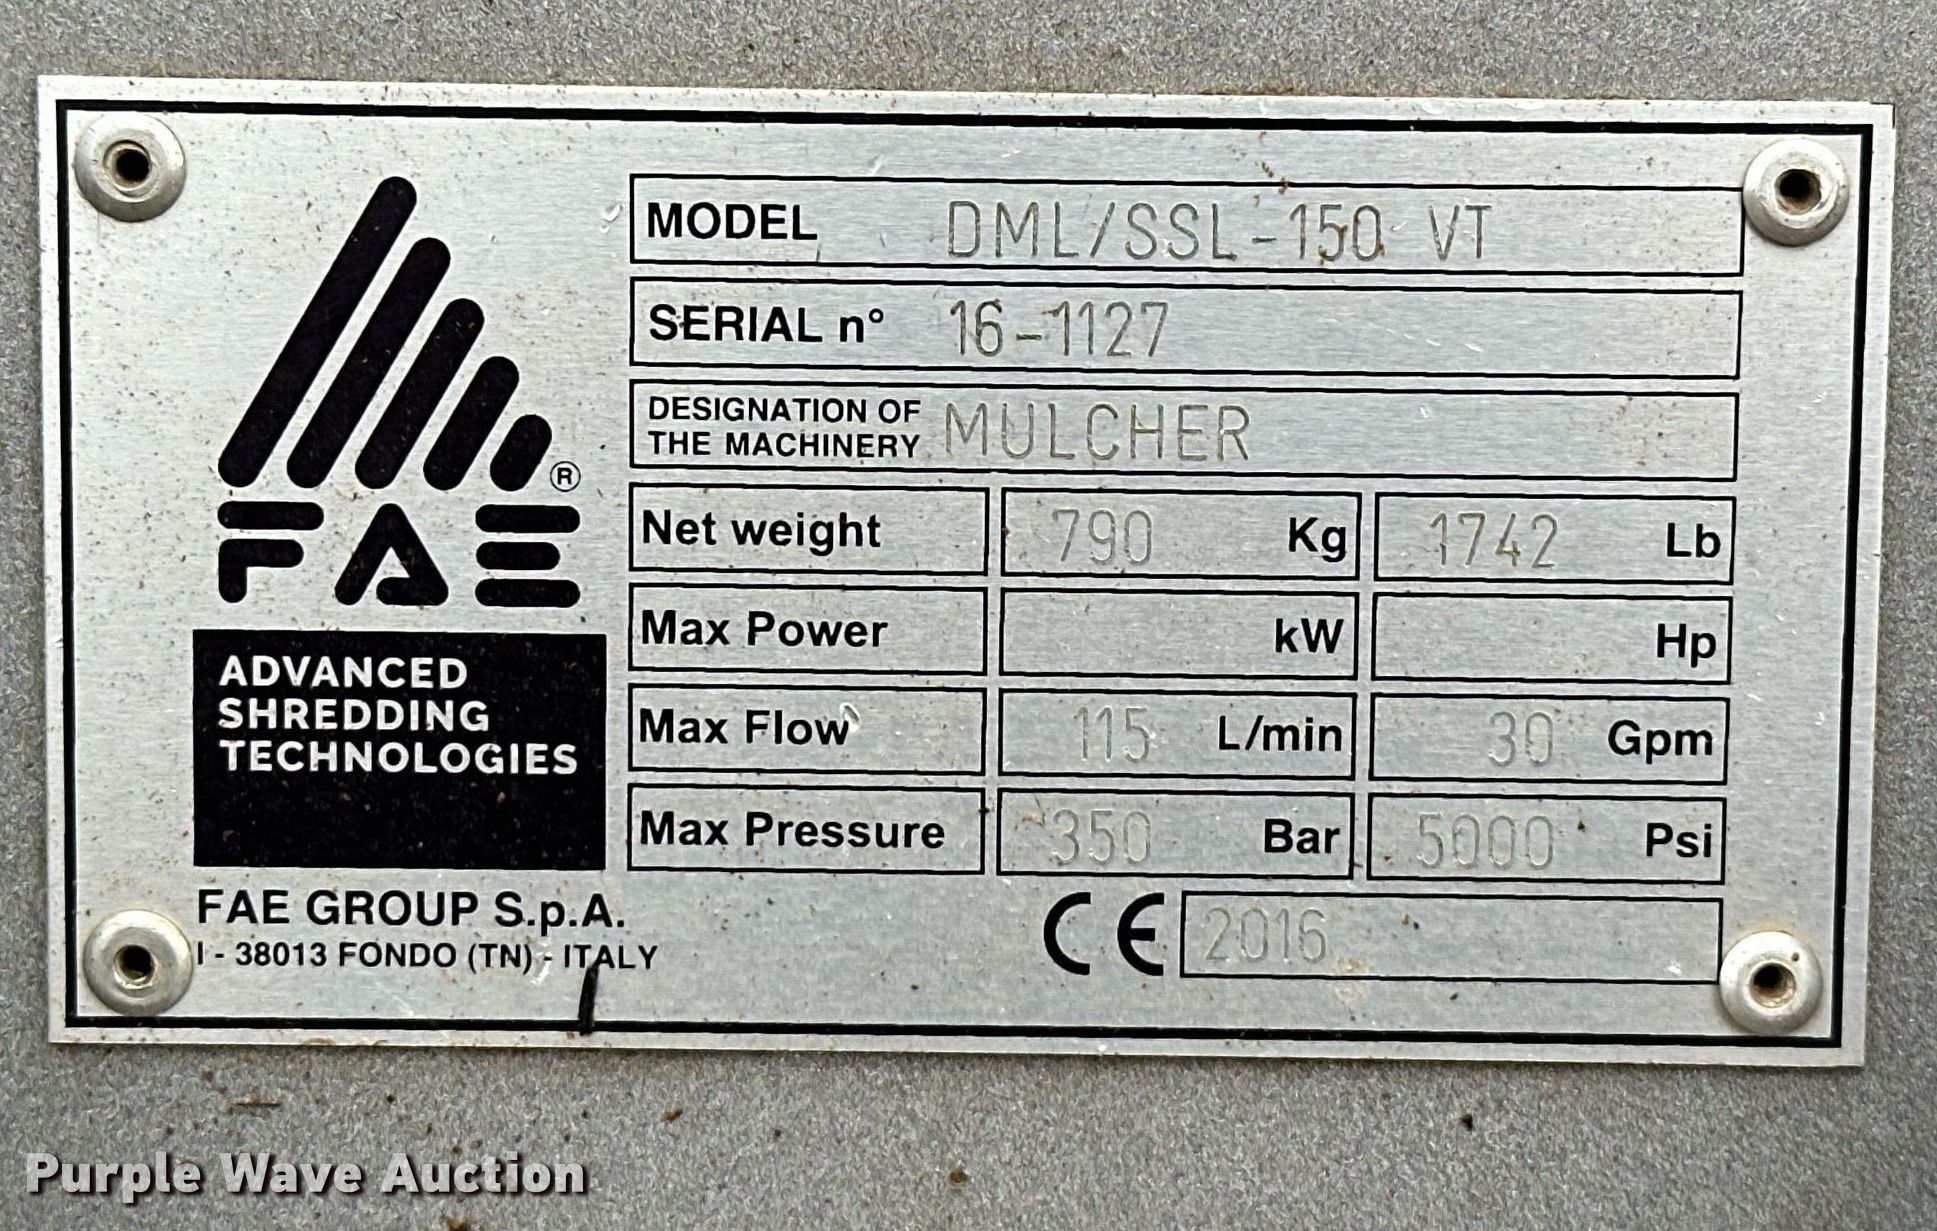 MODEL DML/SSL-150 VT
SERIAL n° 16-1127
DESIGNATION OF
THE MACHINERY MULCHER
Net weight 790 Kg 1742 Lb
Max Power kW Hp
Max Flow 115 L/min 30 Gpm
Max Pressure 350 Bar 5000 Psi
CE 2016
®
FAE
ADVANCED
SHREDDING
TECHNOLOGIES
FAE GROUP S.p.A.
I - 38013 FONDO (TN) - ITALY
Purple Wave Auction